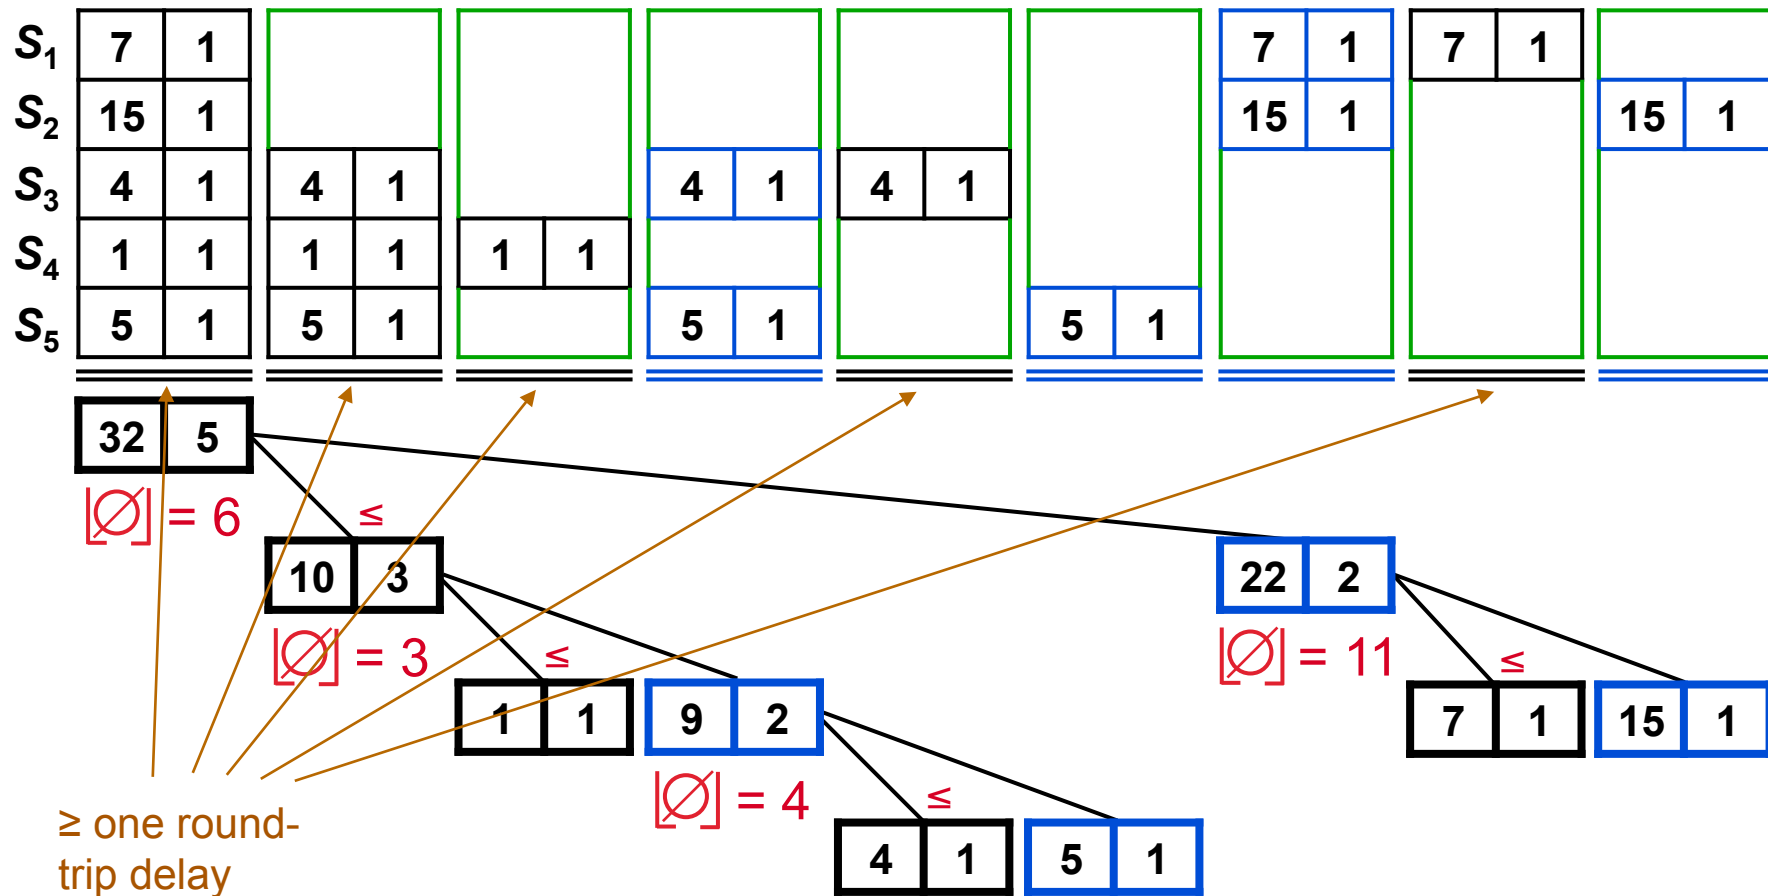 S1 7 1 7 1 7 1
S2 15 1 15 1 15 1
S3 4 1 4 1 4 1 4 1
S4 1 1 1 1 1 1
S5 5 1 5 1 5 1 5 1
32 5
⌊∅⌋ = 6 ≤
10 3 22 2
⌊∅⌋ = 3 ≤ ⌊∅⌋ = 11 ≤
1 1 9 2 7 1 15 1
⌊∅⌋ = 4 ≤
4 1 5 1
≥ one round-
trip delay